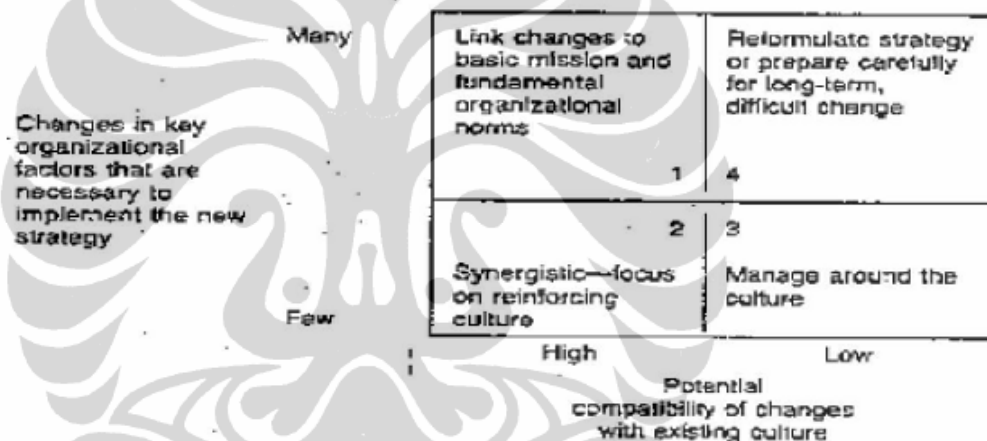 Many
Link changes to
basic mission and
fundamental
organizational
norms
1
Reformulate strategy
or prepare carefully
for long-term,
difficult change
4
Changes in key
organizational
factors that are
necessary to
implement the new
strategy
2
Synergistic—focus
on reinforcing
culture
3
Manage around the
culture
Few
High
Low
Potential
compatibility of changes
with existing culture